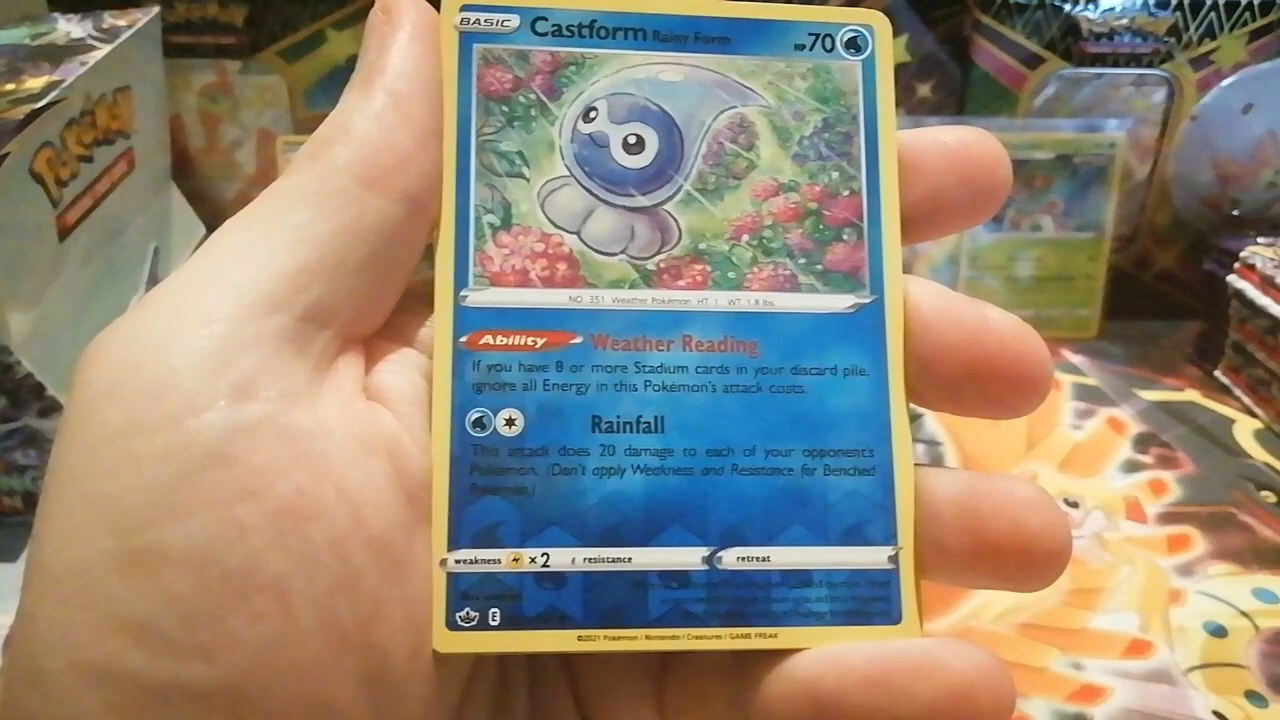 Pokémon
BASIC Castform Rainy Form HP 70
NO. 351 Weather Pokémon HT 1 WT 1.8 lbs.
Ability Weather Reading
If you have 8 or more Stadium cards in your discard pile,
ignore all Energy in this Pokémon's attack costs.
Rainfall
This attack does 20 damage to each of your opponent's
Pokémon. (Don't apply Weakness and Resistance for Benched
Pokémon.)
weakness ×2 resistance retreat
E
©2021 Pokémon / Nintendo / Creatures / GAME FREAK